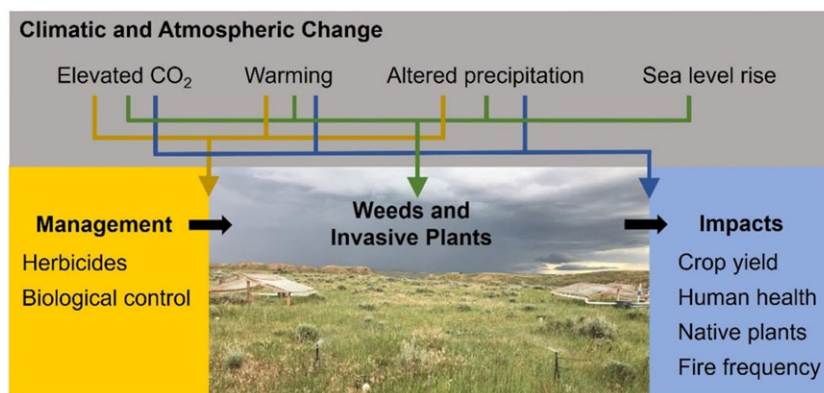 Climatic and Atmospheric Change
Elevated CO₂ Warming Altered precipitation Sea level rise
Management
Herbicides
Biological control
Weeds and
Invasive Plants
Impacts
Crop yield
Human health
Native plants
Fire frequency